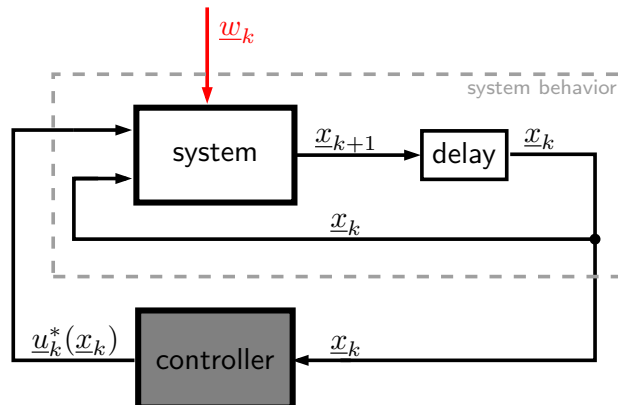 w_k
system behavior
system
x_{k+1}
delay
x_k
x_k
u_k^*(x_k)
controller
x_k